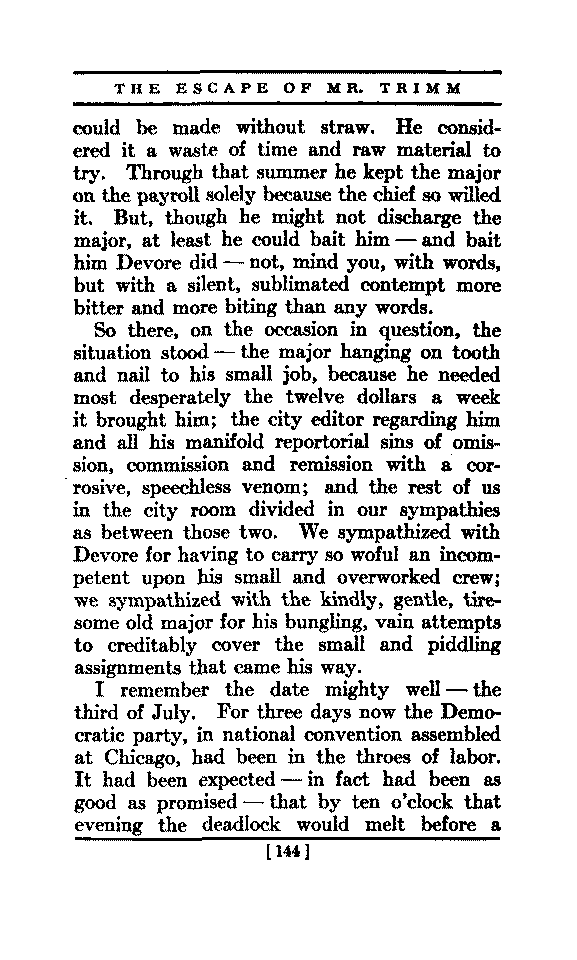 THE ESCAPE OF MR. TRIMM
could be made without straw. He consid-
ered it a waste of time and raw material to
try. Through that summer he kept the major
on the payroll solely because the chief so willed
it. But, though he might not discharge the
major, at least he could bait him — and bait
him Devore did — not, mind you, with words,
but with a silent, sublimated contempt more
bitter and more biting than any words.
So there, on the occasion in question, the
situation stood — the major hanging on tooth
and nail to his small job, because he needed
most desperately the twelve dollars a week
it brought him; the city editor regarding him
and all his manifold reportorial sins of omis-
sion, commission and remission with a cor-
rosive, speechless venom; and the rest of us
in the city room divided in our sympathies
as between those two. We sympathized with
Devore for having to carry so woful an incom-
petent upon his small and overworked crew;
we sympathized with the kindly, gentle, tire-
some old major for his bungling, vain attempts
to creditably cover the small and piddling
assignments that came his way.
I remember the date mighty well — the
third of July. For three days now the Demo-
cratic party, in national convention assembled
at Chicago, had been in the throes of labor.
It had been expected — in fact had been as
good as promised — that by ten o'clock that
evening the deadlock would melt before a
[ 144 ]